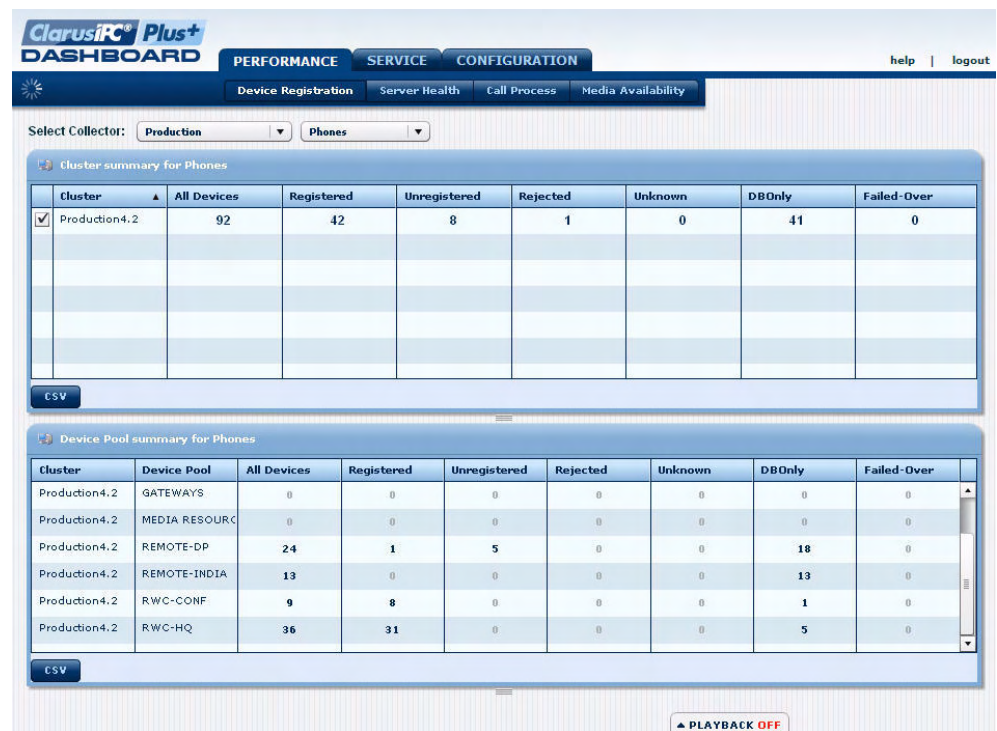 ClarusIPC® Plus+
DASHBOARD
PERFORMANCE SERVICE CONFIGURATION help | logout
Device Registration Server Health Call Process Media Availability
Select Collector: Production Phones
Cluster summary for Phones
Cluster All Devices Registered Unregistered Rejected Unknown DBOnly Failed-Over
Production4.2 92 42 8 1 0 41 0
CSV
Device Pool summary for Phones
Cluster Device Pool All Devices Registered Unregistered Rejected Unknown DBOnly Failed-Over
Production4.2 GATEWAYS 0 0 0 0 0 0 0
Production4.2 MEDIA RESOURC 0 0 0 0 0 0 0
Production4.2 REMOTE-DP 24 1 5 0 0 18 0
Production4.2 REMOTE-INDIA 13 0 0 0 0 13 0
Production4.2 RWC-CONF 9 8 0 0 0 1 0
Production4.2 RWC-HQ 36 31 0 0 0 5 0
CSV
PLAYBACK OFF